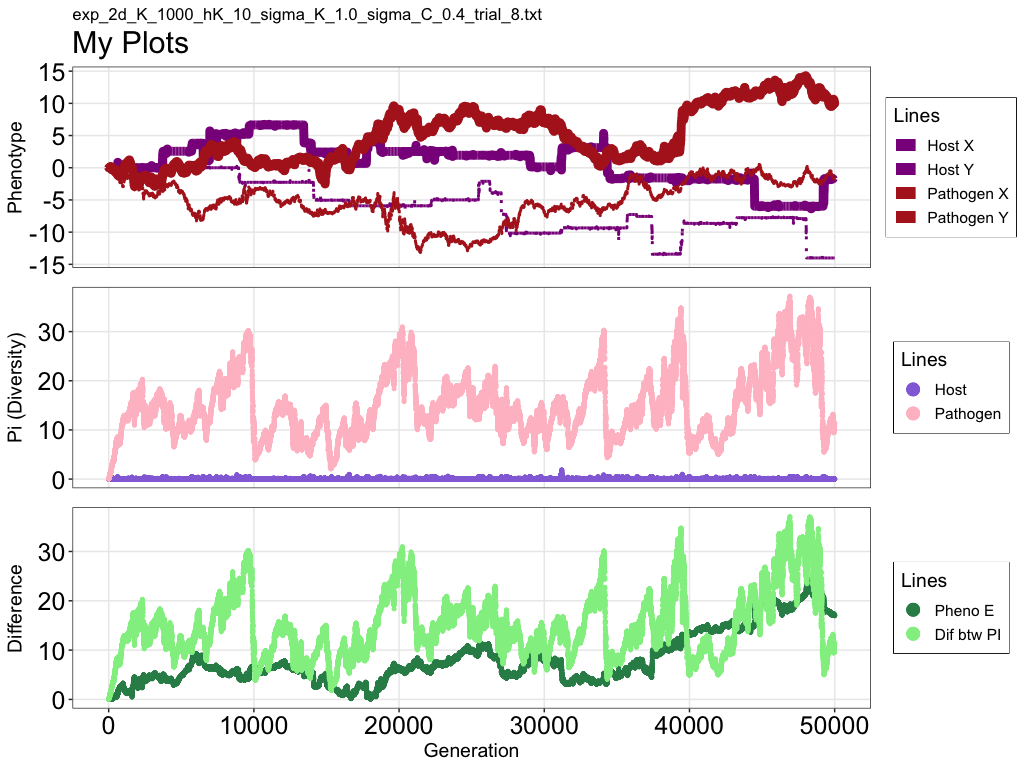 exp_2d_K_1000_hK_10_sigma_K_1.0_sigma_C_0.4_trial_8.txt
My Plots
Phenotype
15
10
5
0
-5
-10
-15
Lines
Host X
Host Y
Pathogen X
Pathogen Y
Pi (Diversity)
30
20
10
0
Lines
Host
Pathogen
Difference
30
20
10
0
Lines
Pheno E
Dif btw PI
0 10000 20000 30000 40000 50000
Generation